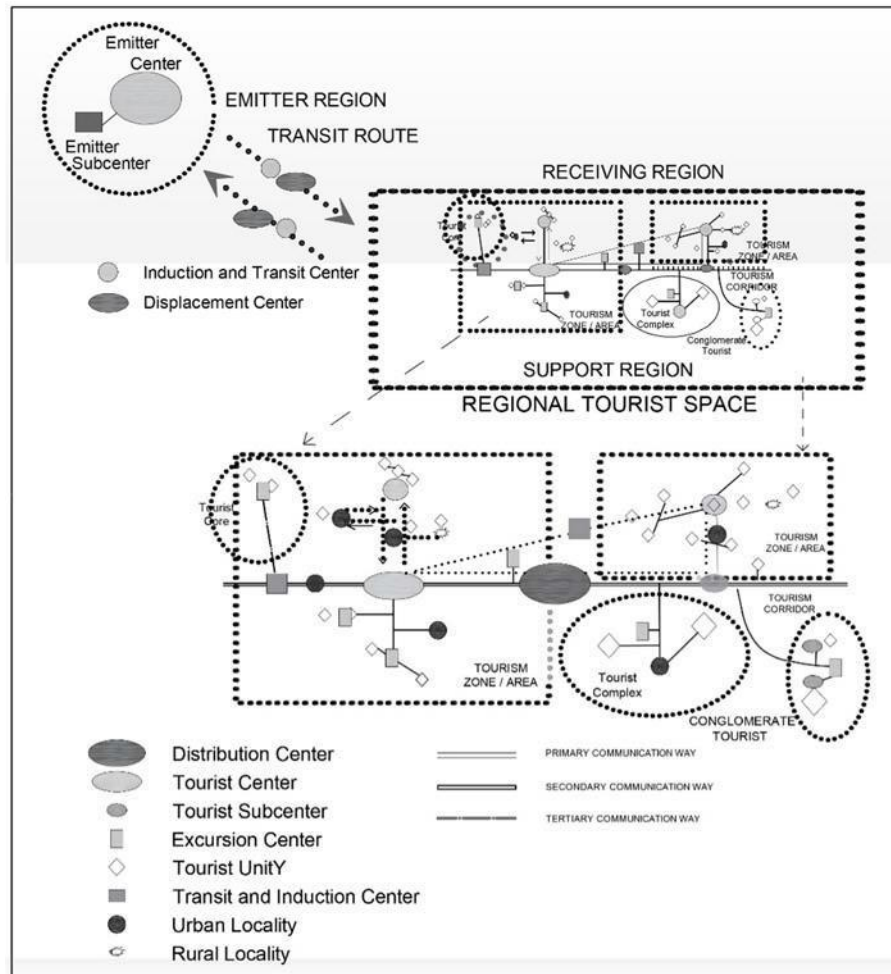 Emitter
Center
EMITTER REGION
Emitter
Subcenter
TRANSIT ROUTE
RECEIVING REGION
Induction and Transit Center
Displacement Center
Tourist
Core
TOURISM
ZONE / AREA
TOURISM
CORRIDOR
TOURISM
ZONE / AREA
Tourist
Complex
Conglomerate
Tourist
SUPPORT REGION
REGIONAL TOURIST SPACE
Tourist
Core
TOURISM
ZONE / AREA
TOURISM
CORRIDOR
TOURISM
ZONE / AREA
Tourist
Complex
CONGLOMERATE
TOURIST
Distribution Center
Tourist Center
Tourist Subcenter
Excursion Center
Tourist UnitY
Transit and Induction Center
Urban Locality
Rural Locality
PRIMARY COMMUNICATION WAY
SECONDARY COMMUNICATION WAY
TERTIARY COMMUNICATION WAY